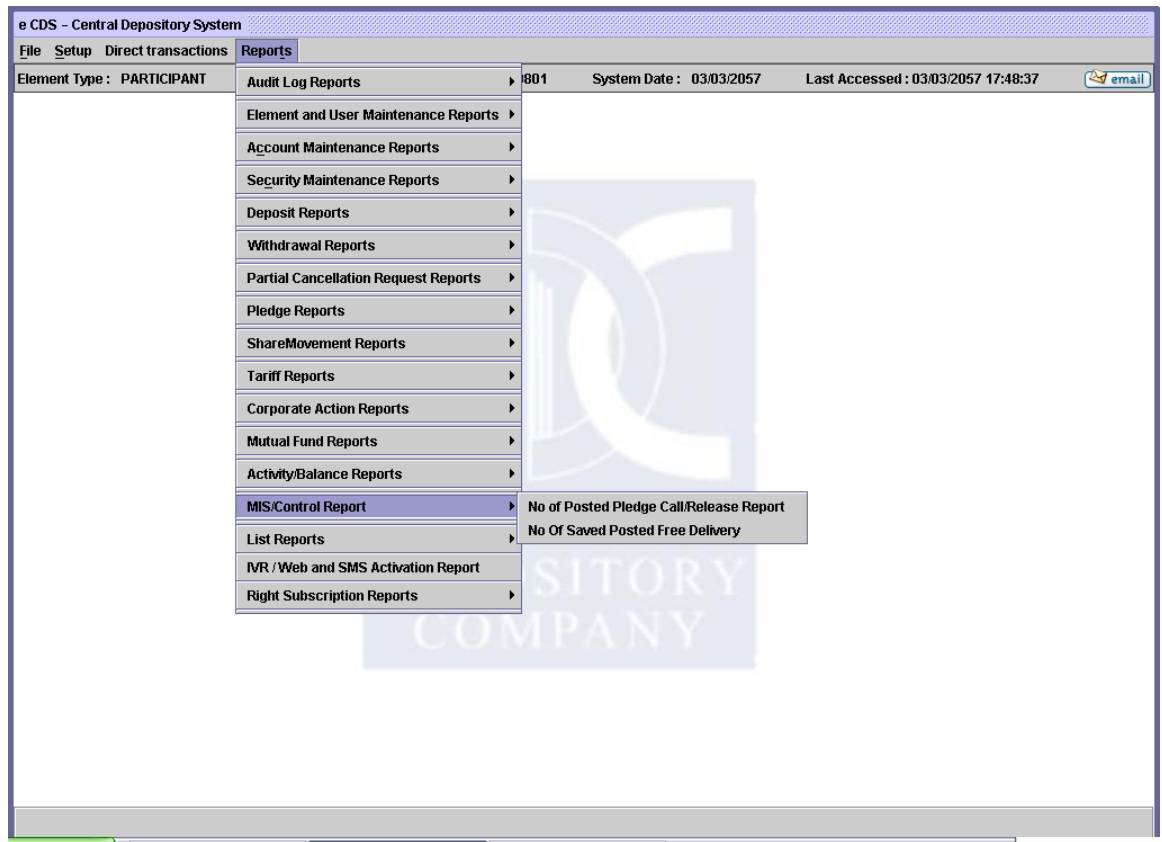 e CDS – Central Depository System
File Setup Direct transactions Reports
Element Type : PARTICIPANT 801 System Date : 03/03/2057 Last Accessed : 03/03/2057 17:48:37 email
Audit Log Reports
Element and User Maintenance Reports
Account Maintenance Reports
Security Maintenance Reports
Deposit Reports
Withdrawal Reports
Partial Cancellation Request Reports
Pledge Reports
ShareMovement Reports
Tariff Reports
Corporate Action Reports
Mutual Fund Reports
Activity/Balance Reports
MIS/Control Report
No of Posted Pledge Call/Release Report
No Of Saved Posted Free Delivery
List Reports
IVR / Web and SMS Activation Report
Right Subscription Reports
SITORY
COMPANY